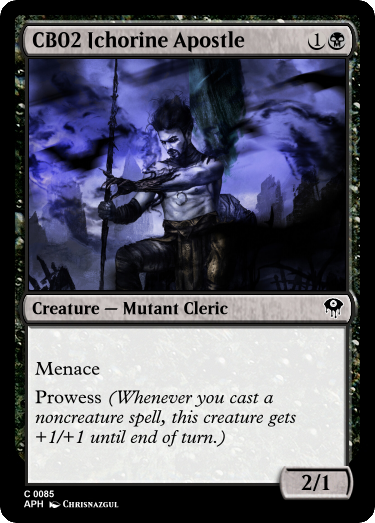 CB02 Ichorine Apostle 1
Creature — Mutant Cleric
Menace
Prowess (Whenever you cast a
noncreature spell, this creature gets
+1/+1 until end of turn.)
2/1
C 0085
APH Chrisnazgul